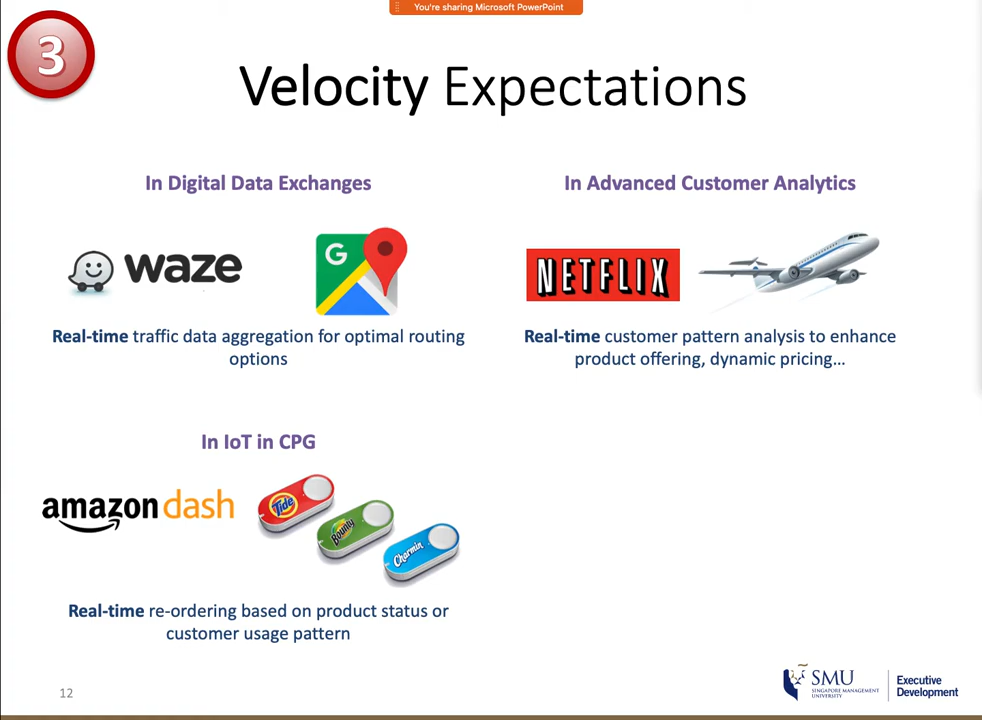 You're sharing Microsoft PowerPoint
3
Velocity Expectations
In Digital Data Exchanges
In Advanced Customer Analytics
waze
G
NETFLIX
Real-time traffic data aggregation for optimal routing
options
Real-time customer pattern analysis to enhance
product offering, dynamic pricing...
In IoT in CPG
amazon dash
Tide
Bounty
Charmin
Real-time re-ordering based on product status or
customer usage pattern
12
SMU
SINGAPORE MANAGEMENT
UNIVERSITY
Executive
Development